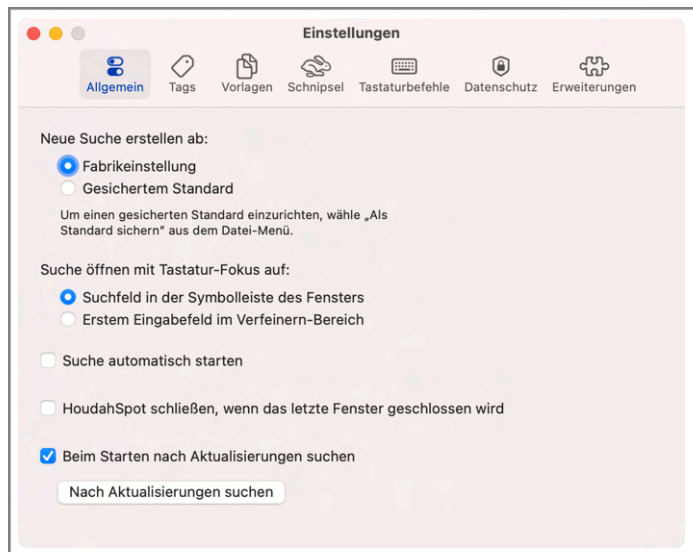 Einstellungen
Allgemein Tags Vorlagen Schnipsel Tastaturbefehle Datenschutz Erweiterungen
Neue Suche erstellen ab:
Fabrikeinstellung
Gesichertem Standard
Um einen gesicherten Standard einzurichten, wähle „Als
Standard sichern“ aus dem Datei-Menü.
Suche öffnen mit Tastatur-Fokus auf:
Suchfeld in der Symbolleiste des Fensters
Erstem Eingabefeld im Verfeinern-Bereich
Suche automatisch starten
HoudahSpot schließen, wenn das letzte Fenster geschlossen wird
Beim Starten nach Aktualisierungen suchen
Nach Aktualisierungen suchen